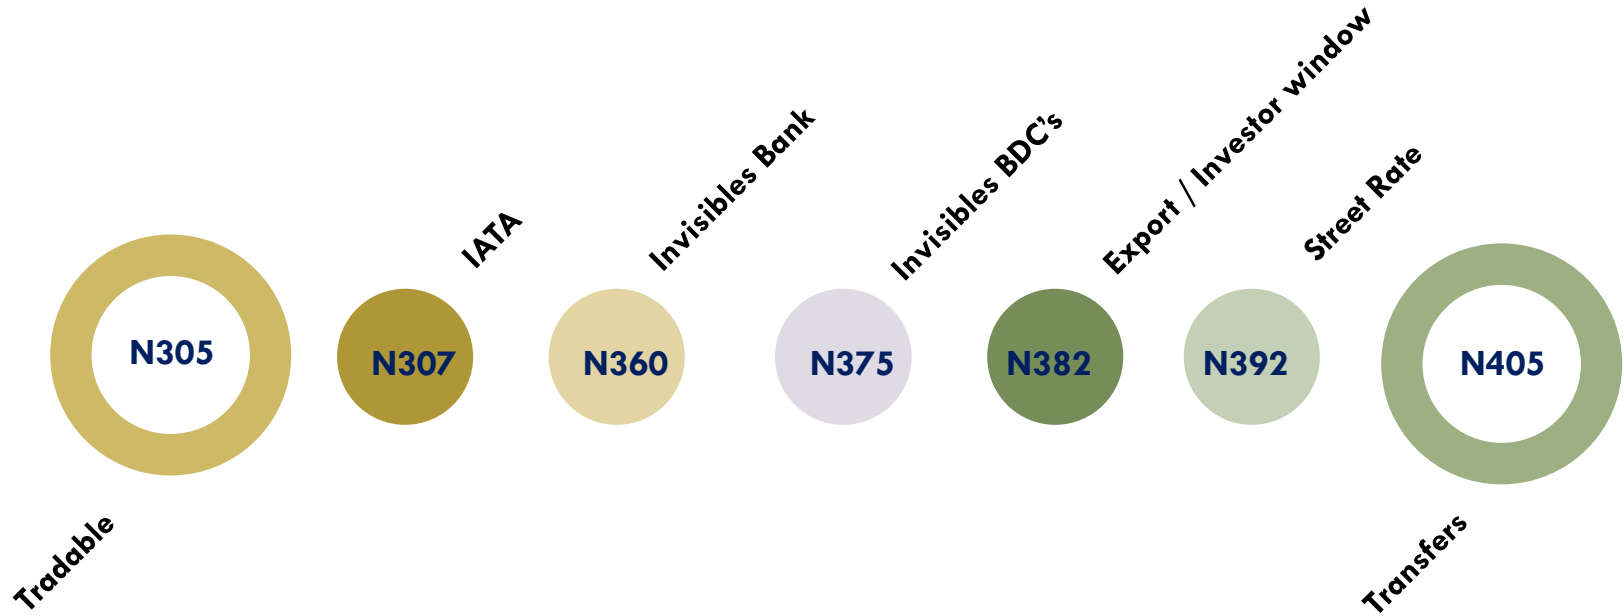 Tradable
N305
IATA
N307
Invisibles Bank
N360
Invisibles BDC's
N375
Export / Investor window
N382
Street Rate
N392
Transfers
N405